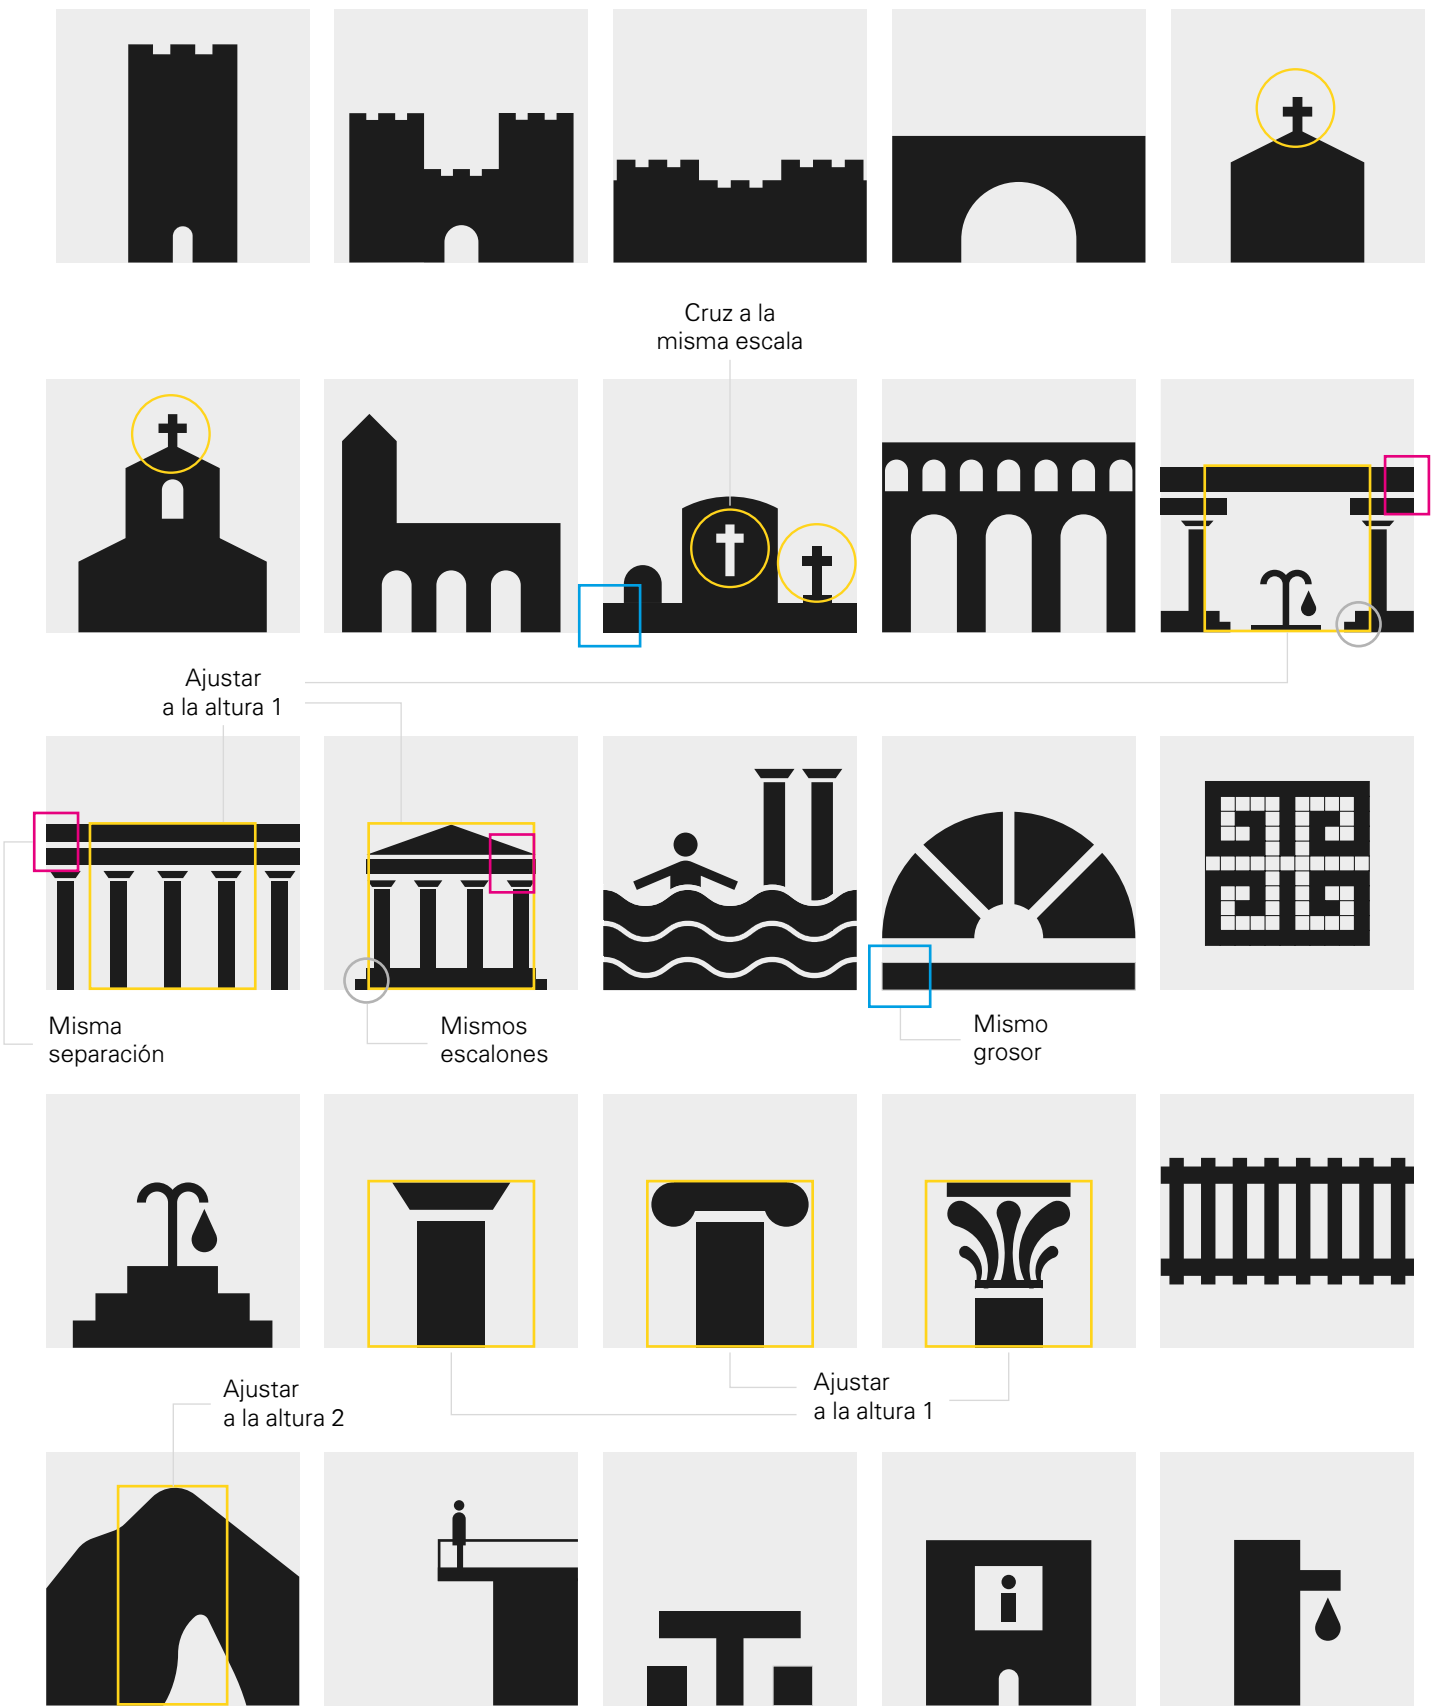 Cruz a la
misma escala
Ajustar
a la altura 1
Misma
separación
Mismos
escalones
Mismo
grosor
Ajustar
a la altura 2
Ajustar
a la altura 1
i